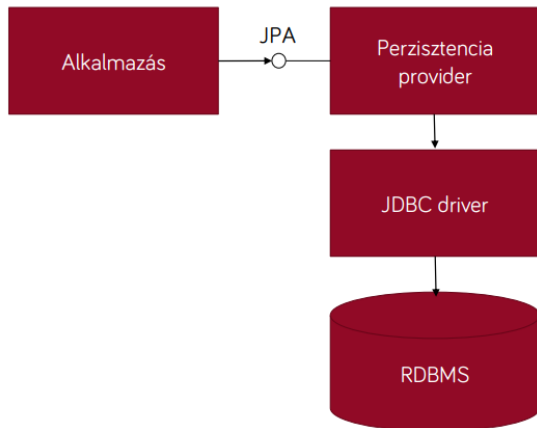 Alkalmazás
JPA
Perzisztencia
provider
JDBC driver
RDBMS